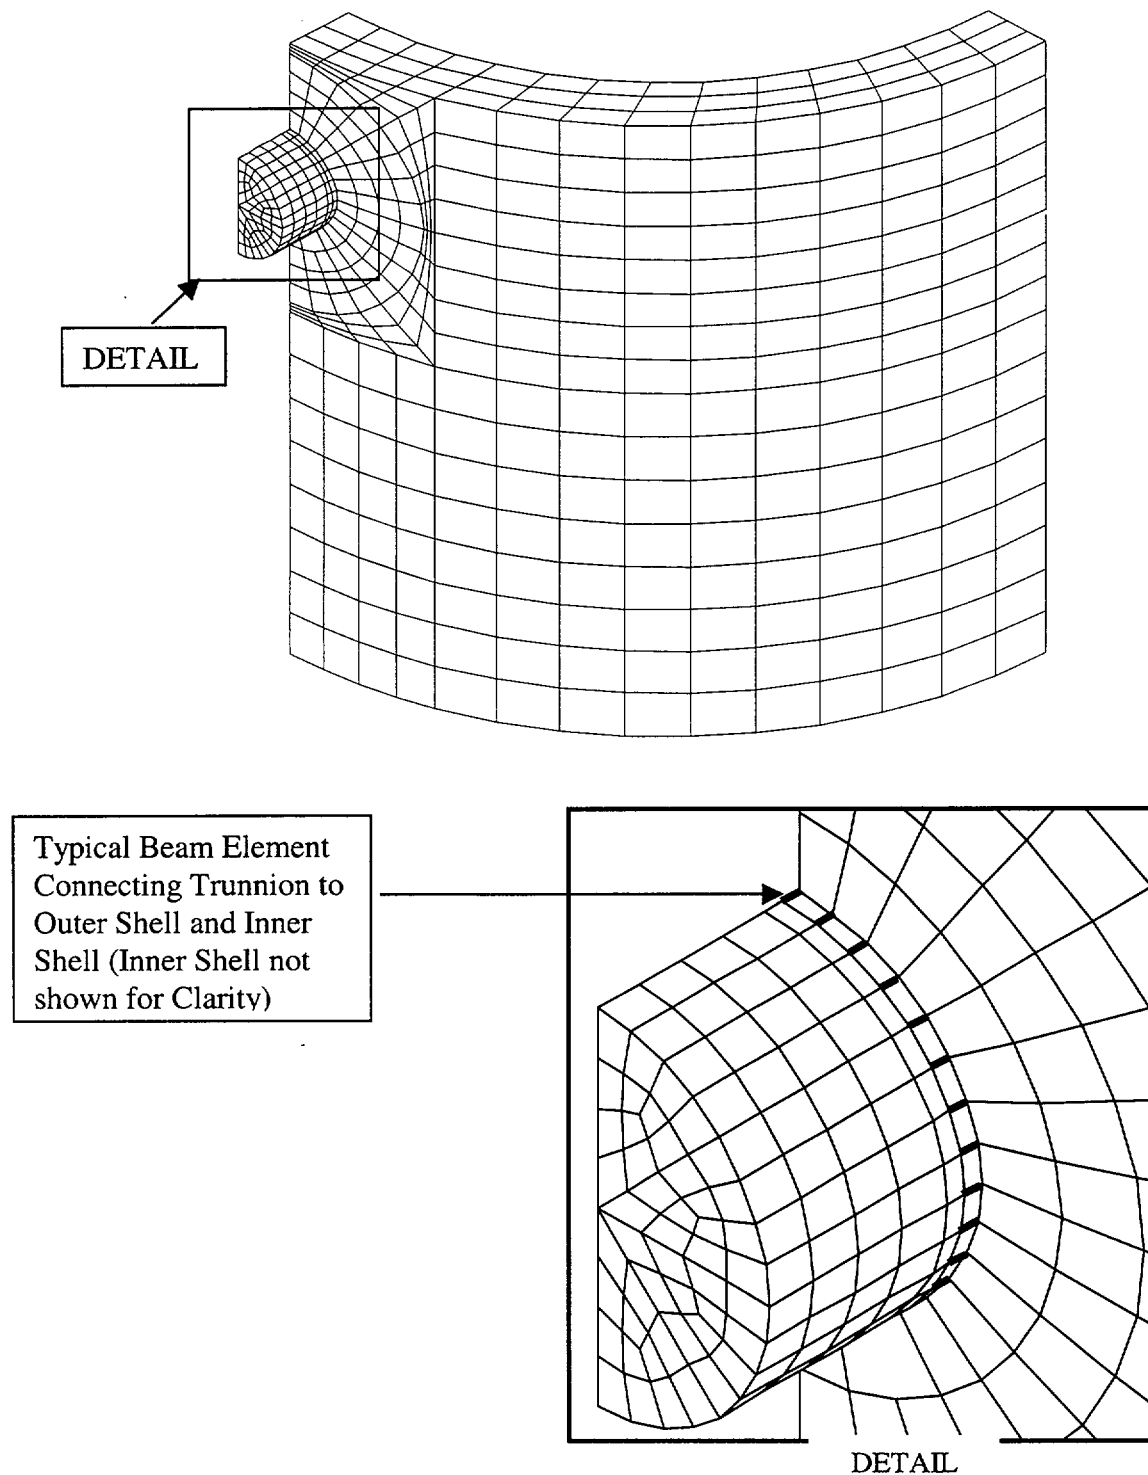 DETAIL
Typical Beam Element
Connecting Trunnion to
Outer Shell and Inner
Shell (Inner Shell not
shown for Clarity)
DETAIL